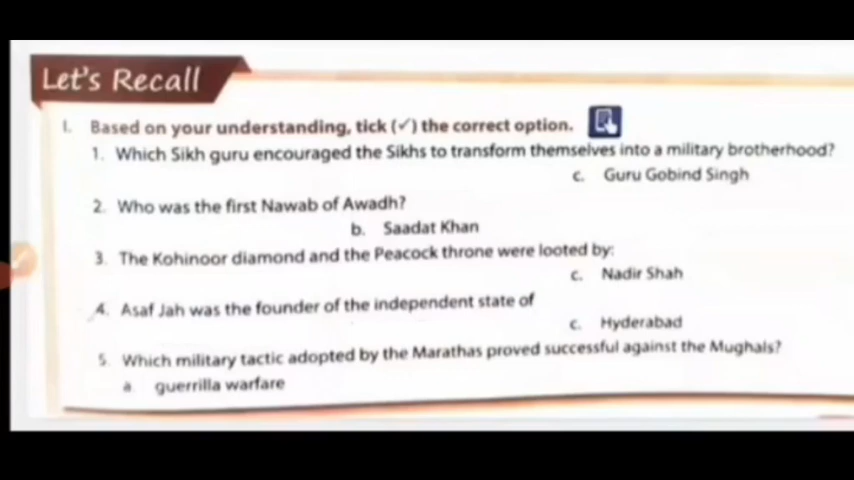 Let's Recall
I. Based on your understanding, tick (✓) the correct option.
1. Which Sikh guru encouraged the Sikhs to transform themselves into a military brotherhood?
c. Guru Gobind Singh
2. Who was the first Nawab of Awadh?
b. Saadat Khan
3. The Kohinoor diamond and the Peacock throne were looted by:
c. Nadir Shah
4. Asaf Jah was the founder of the independent state of
c. Hyderabad
5. Which military tactic adopted by the Marathas proved successful against the Mughals?
a. guerrilla warfare